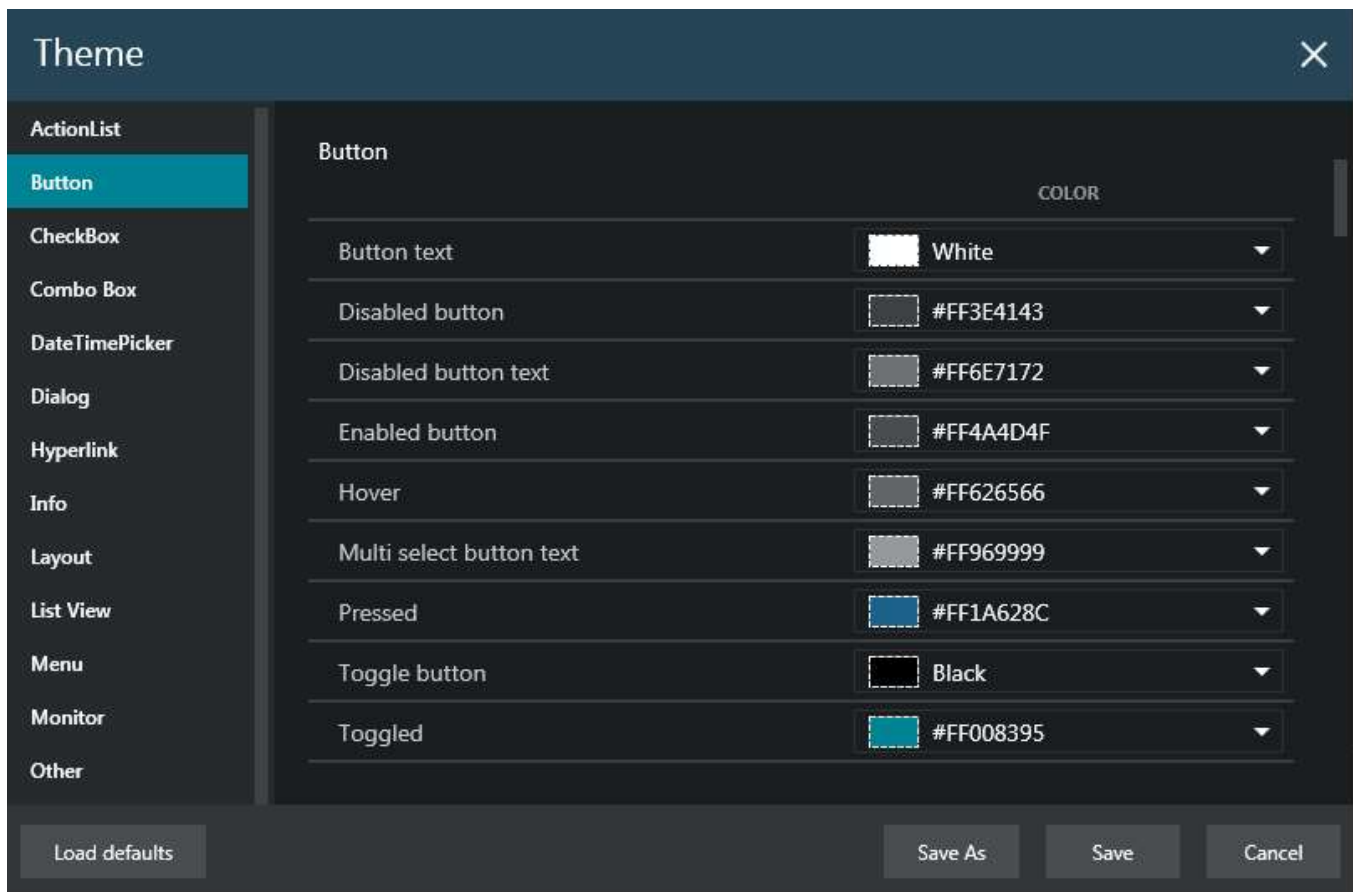 Theme
ActionList
Button
CheckBox
Combo Box
DateTimePicker
Dialog
Hyperlink
Info
Layout
List View
Menu
Monitor
Other
Button
COLOR
Button text White
Disabled button #FF3E4143
Disabled button text #FF6E7172
Enabled button #FF4A4D4F
Hover #FF626566
Multi select button text #FF969999
Pressed #FF1A628C
Toggle button Black
Toggled #FF008395
Load defaults Save As Save Cancel